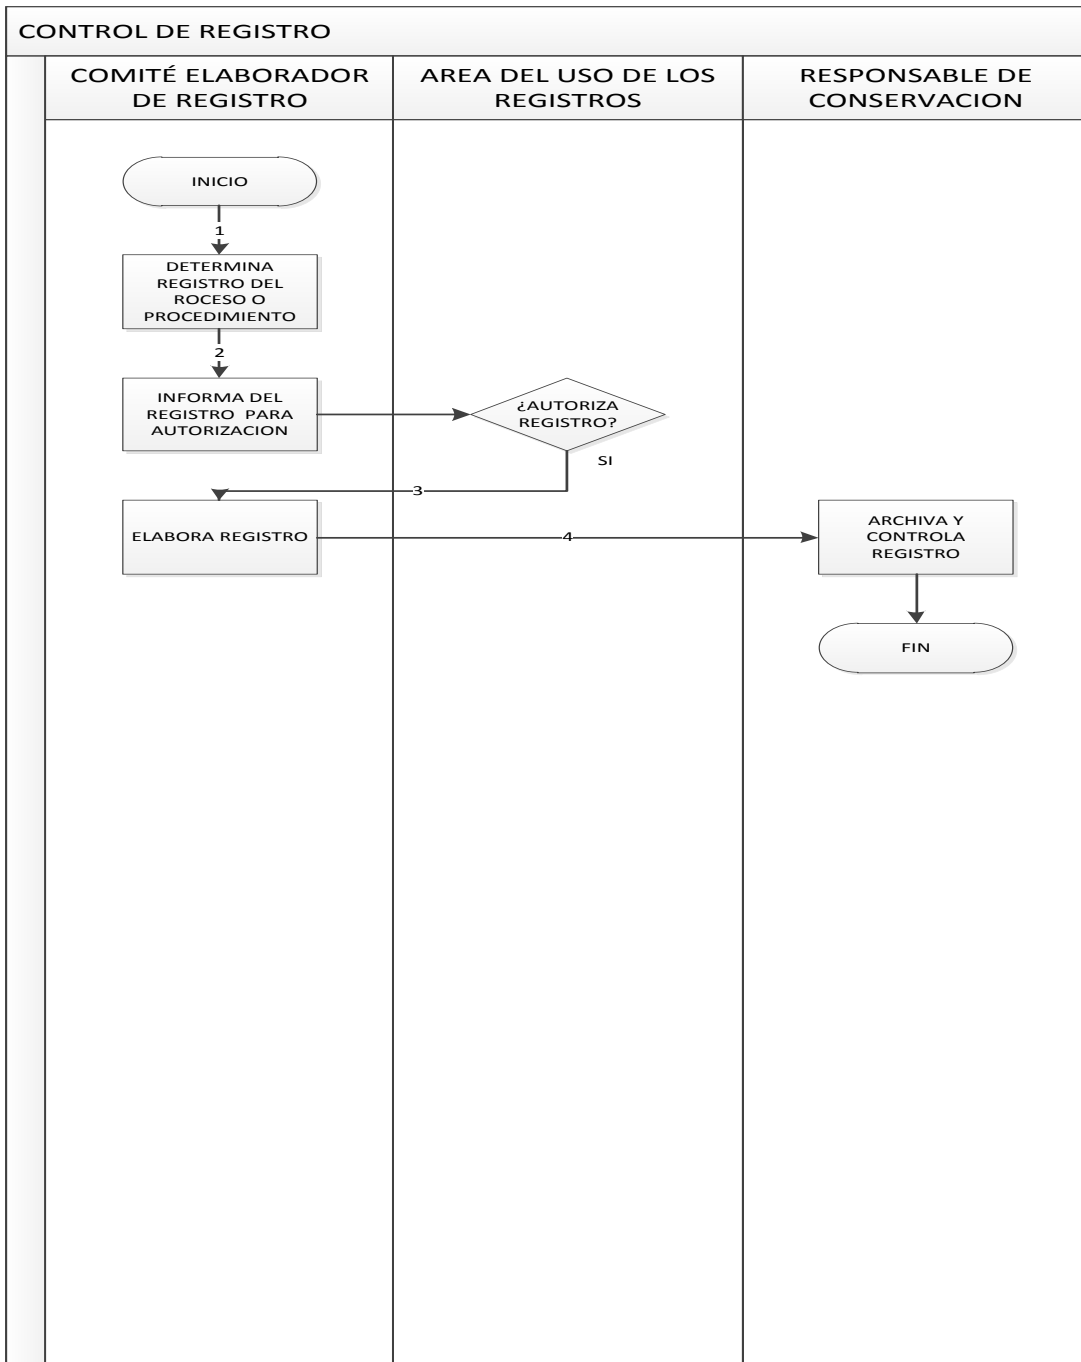 CONTROL DE REGISTRO
COMITÉ ELABORADOR
DE REGISTRO
AREA DEL USO DE LOS
REGISTROS
RESPONSABLE DE
CONSERVACION
INICIO
1
DETERMINA
REGISTRO DEL
ROCESO O
PROCEDIMIENTO
2
INFORMA DEL
REGISTRO PARA
AUTORIZACION
¿AUTORIZA
REGISTRO?
SI
3
ELABORA REGISTRO
4
ARCHIVA Y
CONTROLA
REGISTRO
FIN